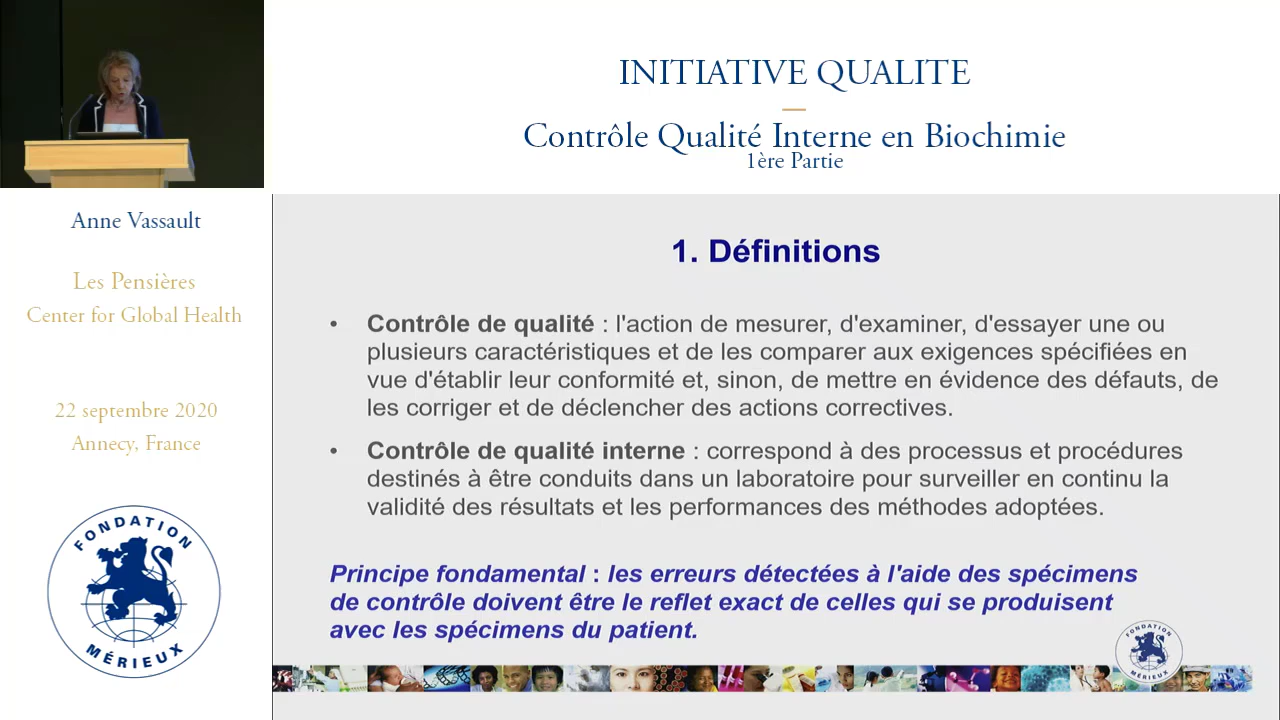 INITIATIVE QUALITE
Contrôle Qualité Interne en Biochimie
1ère Partie
Anne Vassault
Les Pensières
Center for Global Health
22 septembre 2020
Annecy, France
FONDATION
MÉRIEUX
1. Définitions
• Contrôle de qualité : l'action de mesurer, d'examiner, d'essayer une ou
plusieurs caractéristiques et de les comparer aux exigences spécifiées en
vue d'établir leur conformité et, sinon, de mettre en évidence des défauts, de
les corriger et de déclencher des actions correctives.
• Contrôle de qualité interne : correspond à des processus et procédures
destinés à être conduits dans un laboratoire pour surveiller en continu la
validité des résultats et les performances des méthodes adoptées.
Principe fondamental : les erreurs détectées à l'aide des spécimens
de contrôle doivent être le reflet exact de celles qui se produisent
avec les spécimens du patient.
FONDATION
MÉRIEUX